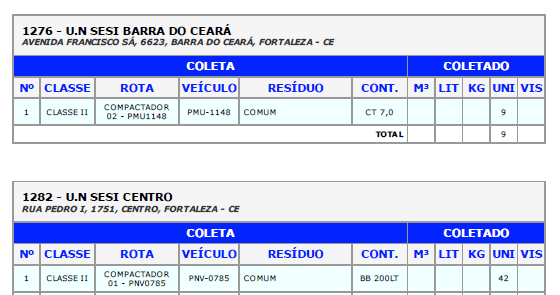 1276 - U.N SESI BARRA DO CEARÁ
AVENIDA FRANCISCO SÁ, 6623, BARRA DO CEARÁ, FORTALEZA - CE
COLETA COLETADO
Nº CLASSE ROTA VEÍCULO RESÍDUO CONT. M³ LIT KG UNI VIS
1 CLASSE II COMPACTADOR 02 - PMU1148 PMU-1148 COMUM CT 7,0 9
TOTAL 9
1282 - U.N SESI CENTRO
RUA PEDRO I, 1751, CENTRO, FORTALEZA - CE
COLETA COLETADO
Nº CLASSE ROTA VEÍCULO RESÍDUO CONT. M³ LIT KG UNI VIS
1 CLASSE II COMPACTADOR 01 - PNV0785 PNV-0785 COMUM BB 200LT 42